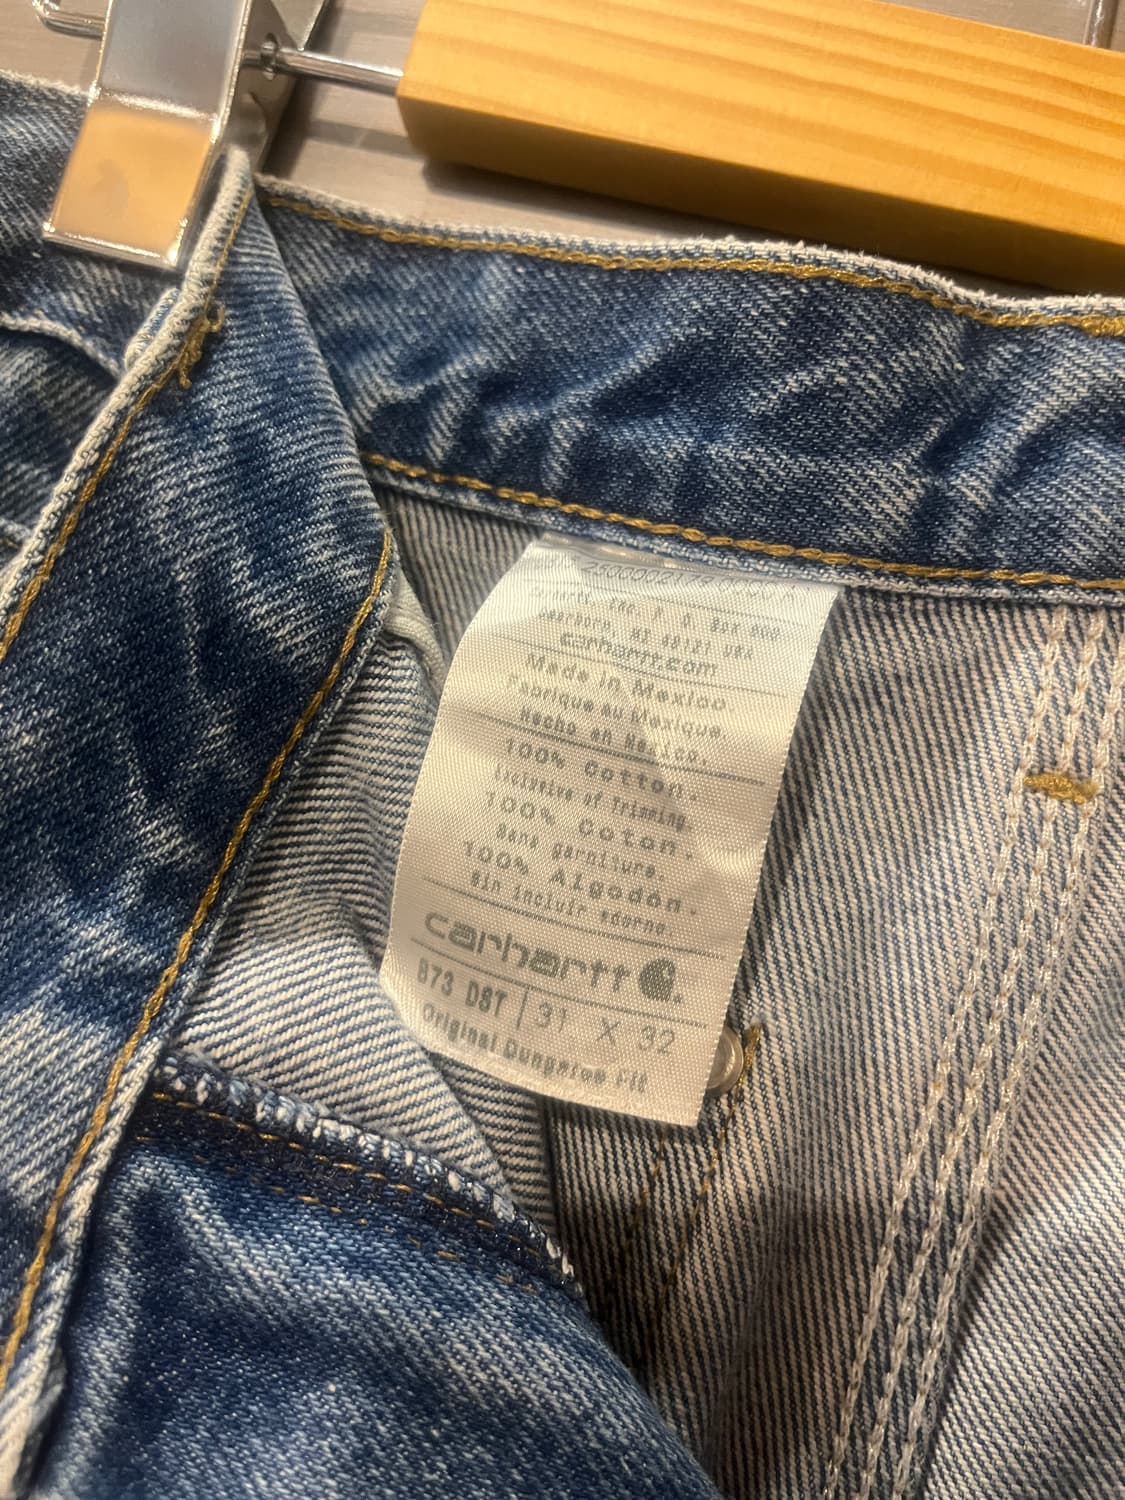 2500002178 0000 A
Carhartt, Inc. P. O. Box 600
Dearborn, MI 48121 USA
carhartt.com
Made in Mexico.
Fabrique au Mexique.
Hecho en Mexico.
100% Cotton.
Exclusive of Trimming.
100% Coton.
Sans garniture.
100% Algodón.
Sin incluir adorno.
carhartt
B73 DST 31 X 32
Original Dungaree Fit